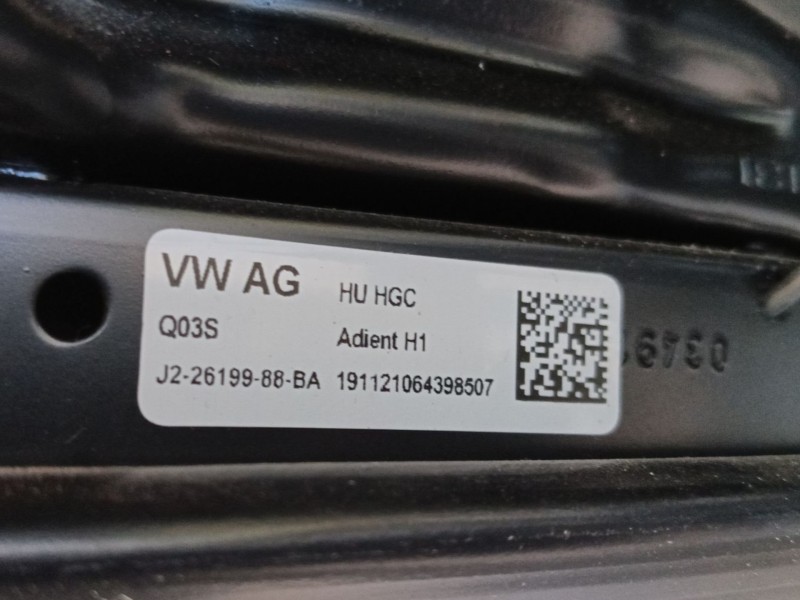 VW AG
HU HGC
Q03S
Adient H1
J2-26199-88-BA 191121064398507